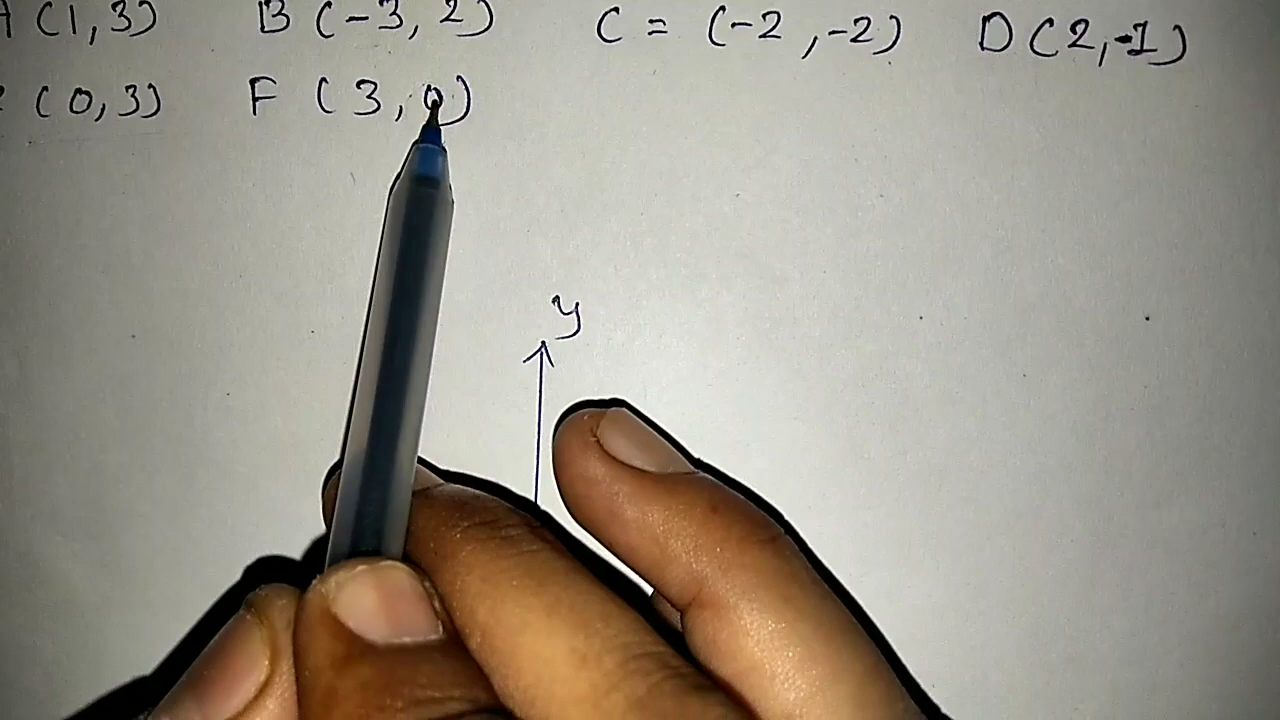 A (1,3) B (-3, 2) C = (-2 ,-2) D (2,-1)
(0,3) F (3,0)
y